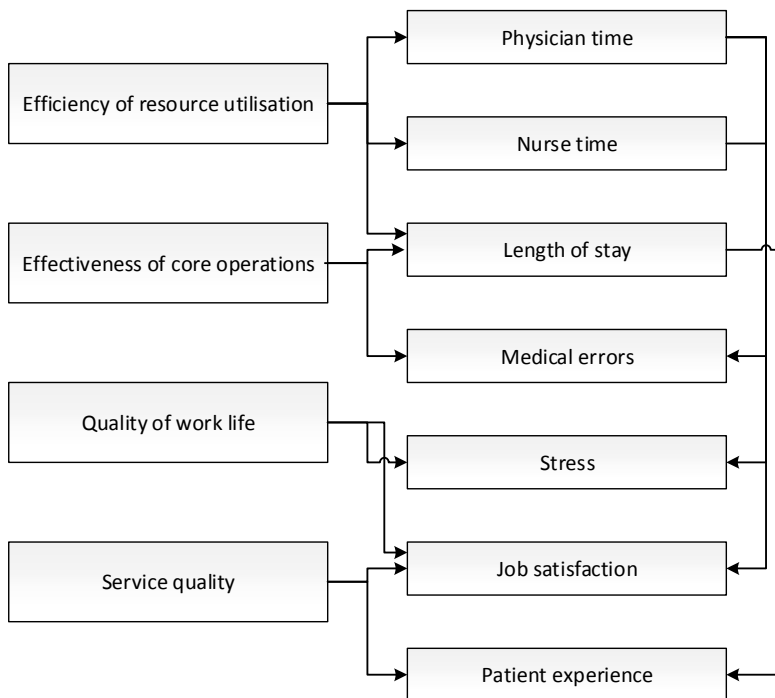 Physician time
Efficiency of resource utilisation
Nurse time
Length of stay
Effectiveness of core operations
Medical errors
Quality of work life
Stress
Job satisfaction
Service quality
Patient experience